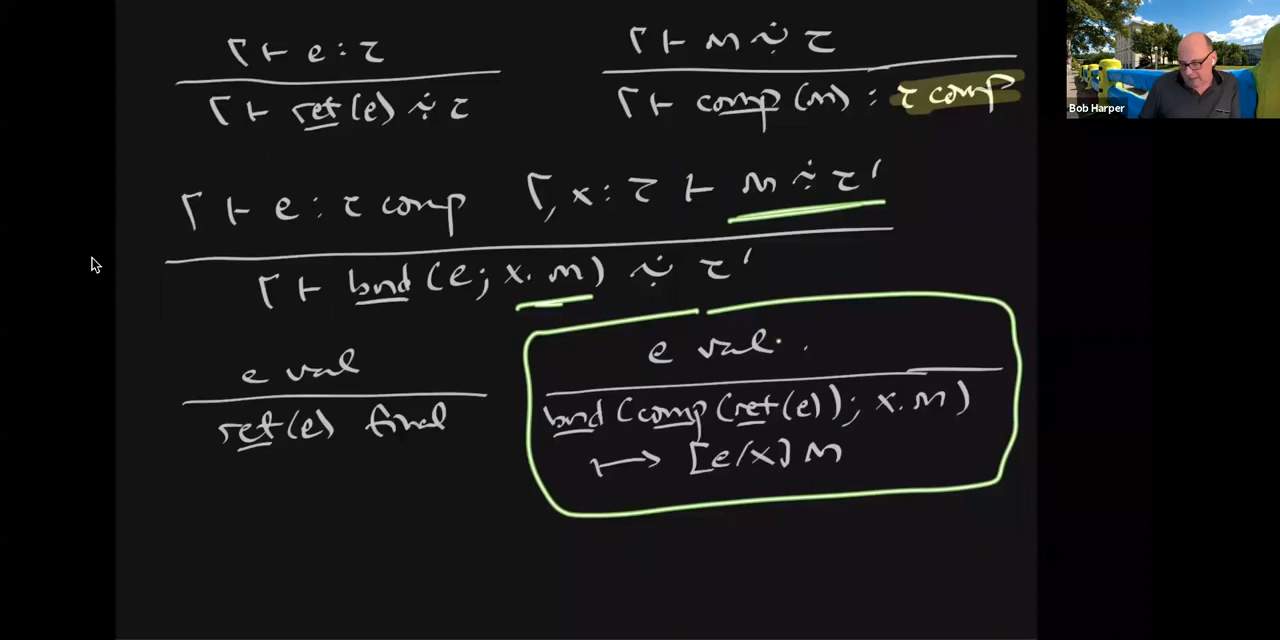 Γ ⊢ e : τ
Γ ⊢ ret(e) ∻ τ
Γ ⊢ m ∻ τ
Γ ⊢ comp(m) : τ comp
Bob Harper
Γ ⊢ e : τ comp Γ, x : τ ⊢ m ∻ τ'
Γ ⊢ bnd(e; x.m) ∻ τ'
e val
ret(e) final
e val
bnd(comp(ret(e)); x.m)
↦ [e/x]m